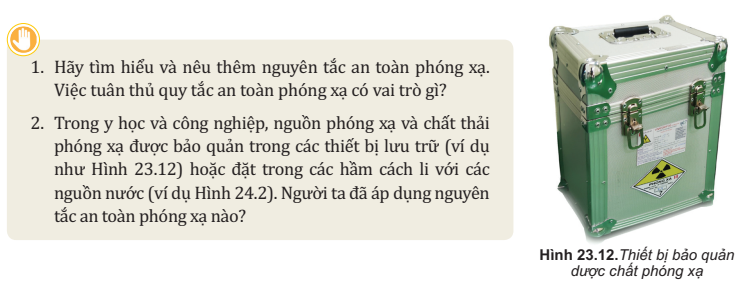 1. Hãy tìm hiểu và nêu thêm nguyên tắc an toàn phóng xạ.
Việc tuân thủ quy tắc an toàn phóng xạ có vai trò gì?
2. Trong y học và công nghiệp, nguồn phóng xạ và chất thải
phóng xạ được bảo quản trong các thiết bị lưu trữ (ví dụ
như Hình 23.12) hoặc đặt trong các hầm cách li với các
nguồn nước (ví dụ Hình 24.2). Người ta đã áp dụng nguyên
tắc an toàn phóng xạ nào?
Hình 23.12.Thiết bị bảo quản
dược chất phóng xạ